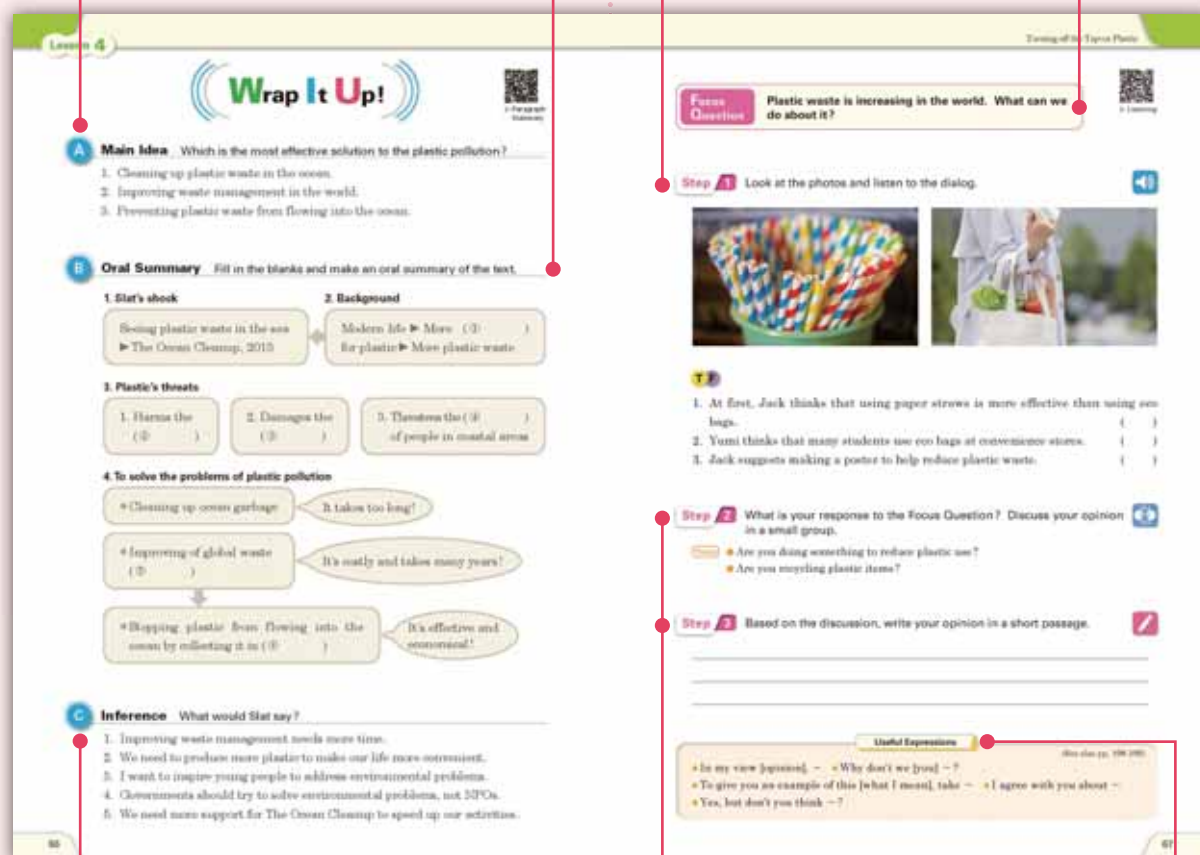 Lesson 4
Turning off the Tap on Plastic
Wrap It Up!
A Main Idea Which is the most effective solution to the plastic pollution?
1. Cleaning up plastic waste in the ocean.
2. Improving waste management in the world.
3. Preventing plastic waste from flowing into the ocean.
B Oral Summary Fill in the blanks and make an oral summary of the text.
1. Slat's shock
Seeing plastic waste in the sea
▶ The Ocean Cleanup, 2013
2. Background
Modern life ▶ More (① )
for plastic ▶ More plastic waste
3. Plastic's threats
1. Harms the
(② )
2. Damages the
(③ )
3. Threatens the (④ )
of people in coastal areas
4. To solve the problems of plastic pollution
*Cleaning up ocean garbage
It takes too long!
*Improving of global waste
(⑤ )
It's costly and takes many years!
*Stopping plastic from flowing into the
ocean by collecting it in (⑥ )
It's effective and
economical!
C Inference What would Slat say?
1. Improving waste management needs more time.
2. We need to produce more plastic to make our life more convenient.
3. I want to inspire young people to address environmental problems.
4. Governments should try to solve environmental problems, not NPOs.
5. We need more support for The Ocean Cleanup to speed up our activities.
Focus
Question
Plastic waste is increasing in the world. What can we
do about it?
Step 1 Look at the photos and listen to the dialog.
T F
1. At first, Jack thinks that using paper straws is more effective than using eco
bags. ( )
2. Yumi thinks that many students use eco bags at convenience stores. ( )
3. Jack suggests making a poster to help reduce plastic waste. ( )
Step 2 What is your response to the Focus Question? Discuss your opinion
in a small group.
● Are you doing something to reduce plastic use?
● Are you recycling plastic items?
Step 3 Based on the discussion, write your opinion in a short passage.
Useful Expressions
● In my view [opinion], ~ ● Why don't we [you] ~?
● To give you an example of this [what I mean], take ~ ● I agree with you about ~
● Yes, but don't you think ~?
67